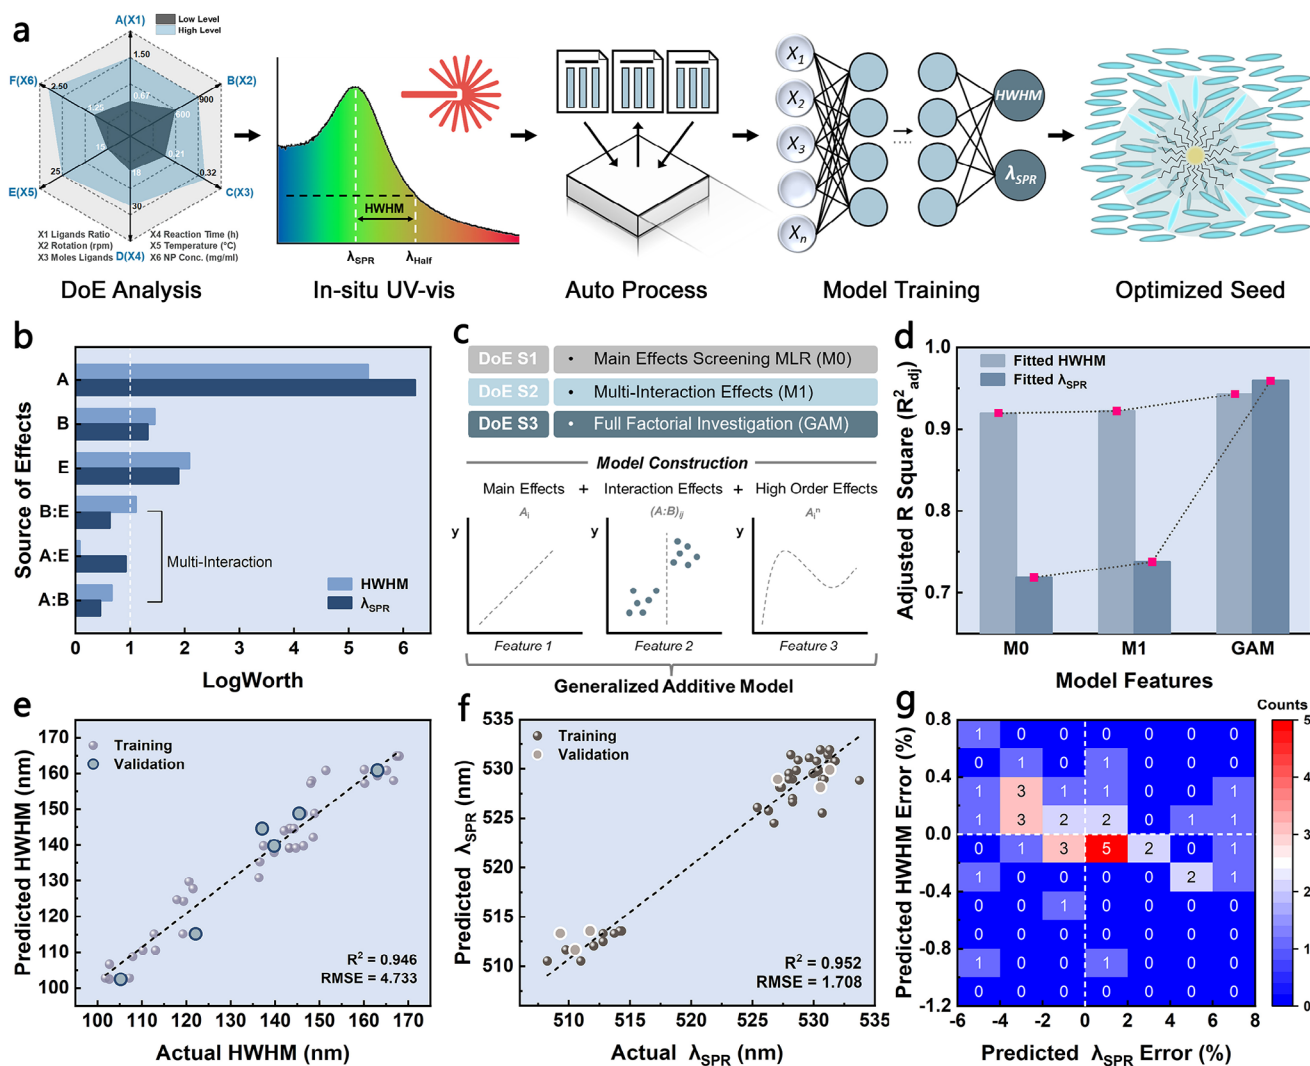 a
A(X1)
Low Level
High Level
F(X6)
B(X2)
E(X5)
C(X3)
D(X4)
1.50
0.67
2.50
1.25
900
600
15
25
0.21
0.32
18
30
X1 Ligands Ratio
X2 Rotation (rpm)
X3 Moles Ligands
X4 Reaction Time (h)
X5 Temperature (°C)
X6 NP Conc. (mg/ml)
DoE Analysis
HWHM
λSPR
λHalf
In-situ UV-vis
Auto Process
X1
X2
X3
Xn
HWHM
λSPR
Model Training
Optimized Seed
b
Source of Effects
A
B
E
B:E
A:E
A:B
Multi-Interaction
HWHM
λSPR
0 1 2 3 4 5 6
LogWorth
c
DoE S1 • Main Effects Screening MLR (M0)
DoE S2 • Multi-Interaction Effects (M1)
DoE S3 • Full Factorial Investigation (GAM)
Model Construction
Main Effects + Interaction Effects + High Order Effects
Ai (A:B)ij Ain
y y y
Feature 1 Feature 2 Feature 3
Generalized Additive Model
d
Adjusted R Square (R2adj)
1.0
0.9
0.8
0.7
Fitted HWHM
Fitted λSPR
M0 M1 GAM
Model Features
e
Predicted HWHM (nm)
170
160
150
140
130
120
110
100
Training
Validation
R2 = 0.946
RMSE = 4.733
100 110 120 130 140 150 160 170
Actual HWHM (nm)
f
Predicted λSPR (nm)
535
530
525
520
515
510
Training
Validation
R2 = 0.952
RMSE = 1.708
510 515 520 525 530 535
Actual λSPR (nm)
g
Counts
Predicted HWHM Error (%)
0.8
0.4
0.0
-0.4
-0.8
-1.2
1 0 0 0 0 0 0
0 0 0 1 0 0 0
1 3 1 1 0 0 1
1 3 2 2 0 1 1
0 1 3 5 2 0 1
1 0 0 0 0 2 1
0 0 1 0 0 0 0
0 0 0 0 0 0 0
1 0 0 1 0 0 0
0 0 0 0 0 0 0
-6 -4 -2 0 2 4 6 8
Predicted λSPR Error (%)
5
4
3
2
1
0